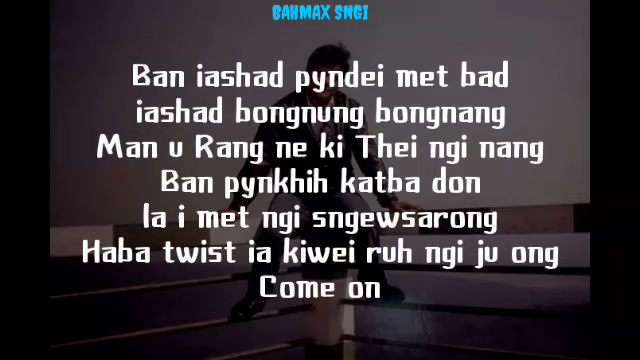 BAHMAX SNGI
Ban iashad pyndei met bad
iashad bongnung bongnang
Man u Rang ne ki Thei ngi nang
Ban pynkhih katba don
la i met ngi sngewsarong
Haba twist ia kiwei ruh ngi ju ong
Come on